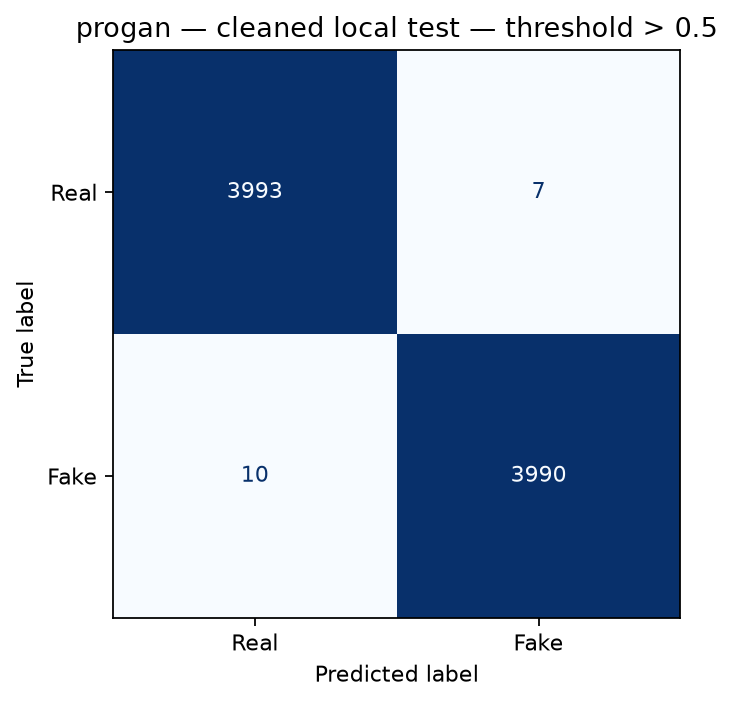 progan — cleaned local test — threshold > 0.5
True label
Real
3993
7
Fake
10
3990
Real
Fake
Predicted label